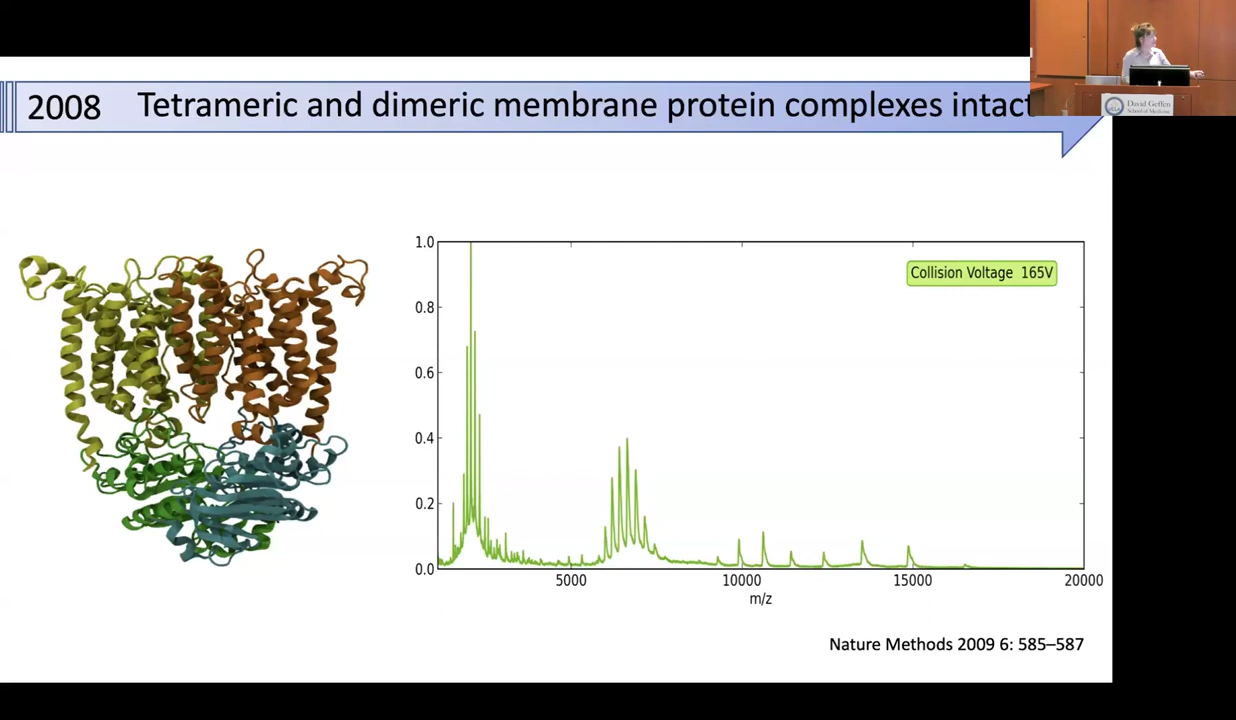 2008 Tetrameric and dimeric membrane protein complexes intact
David Geffen
School of Medicine
Collision Voltage 165V
1.0
0.8
0.6
0.4
0.2
0.0
5000 10000 15000 20000
m/z
Nature Methods 2009 6: 585–587